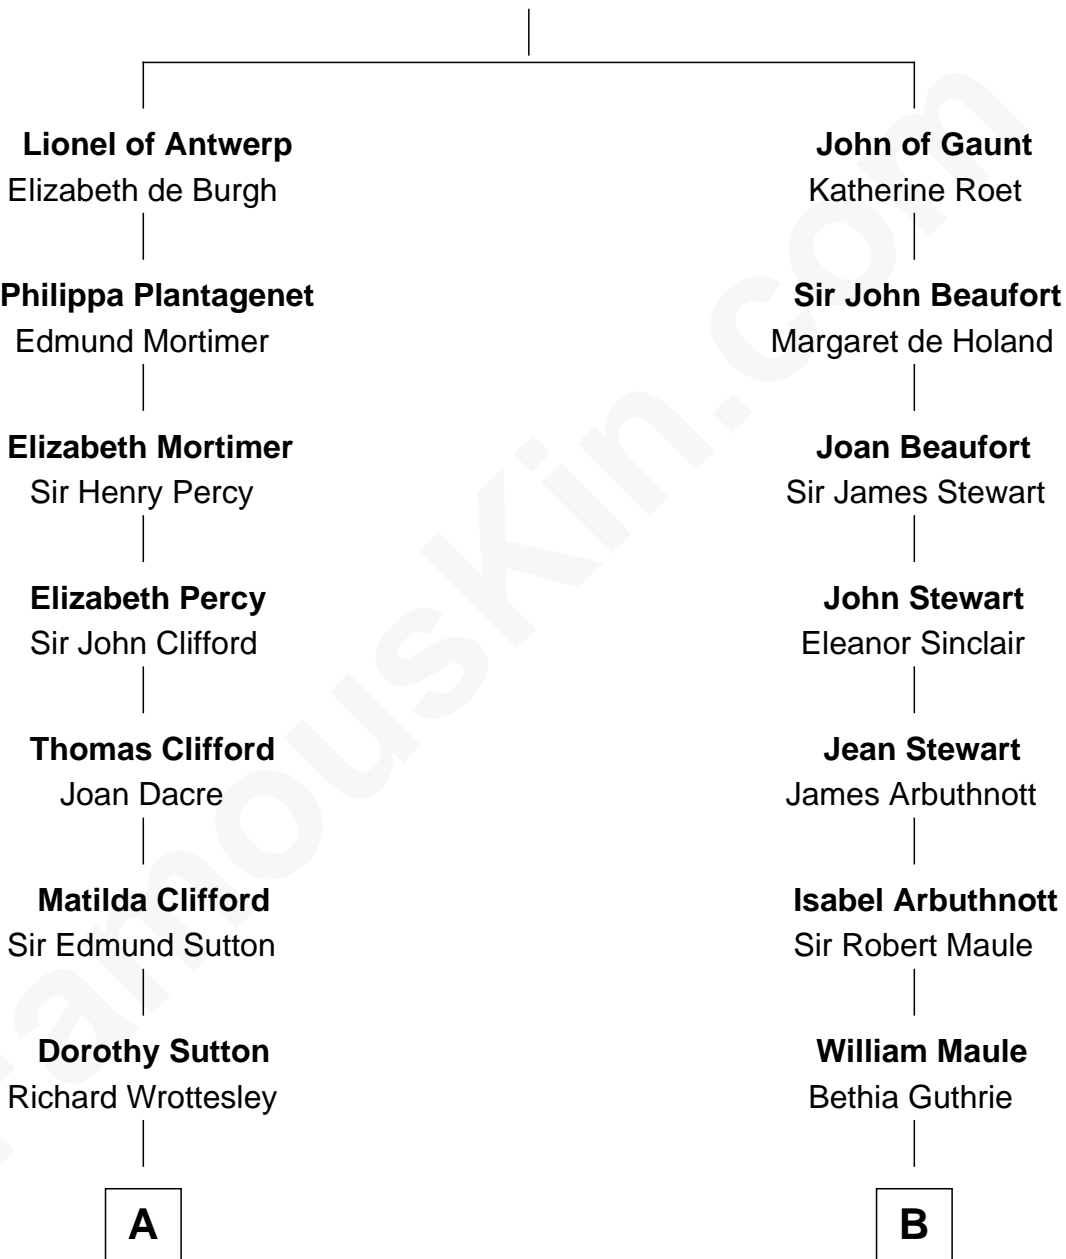 Lionel of Antwerp
Elizabeth de Burgh
Philippa Plantagenet
Edmund Mortimer
Elizabeth Mortimer
Sir Henry Percy
Elizabeth Percy
Sir John Clifford
Thomas Clifford
Joan Dacre
Matilda Clifford
Sir Edmund Sutton
Dorothy Sutton
Richard Wrottesley
A
John of Gaunt
Katherine Roet
Sir John Beaufort
Margaret de Holand
Joan Beaufort
Sir James Stewart
John Stewart
Eleanor Sinclair
Jean Stewart
James Arbuthnott
Isabel Arbuthnott
Sir Robert Maule
William Maule
Bethia Guthrie
B
FamousKin.com